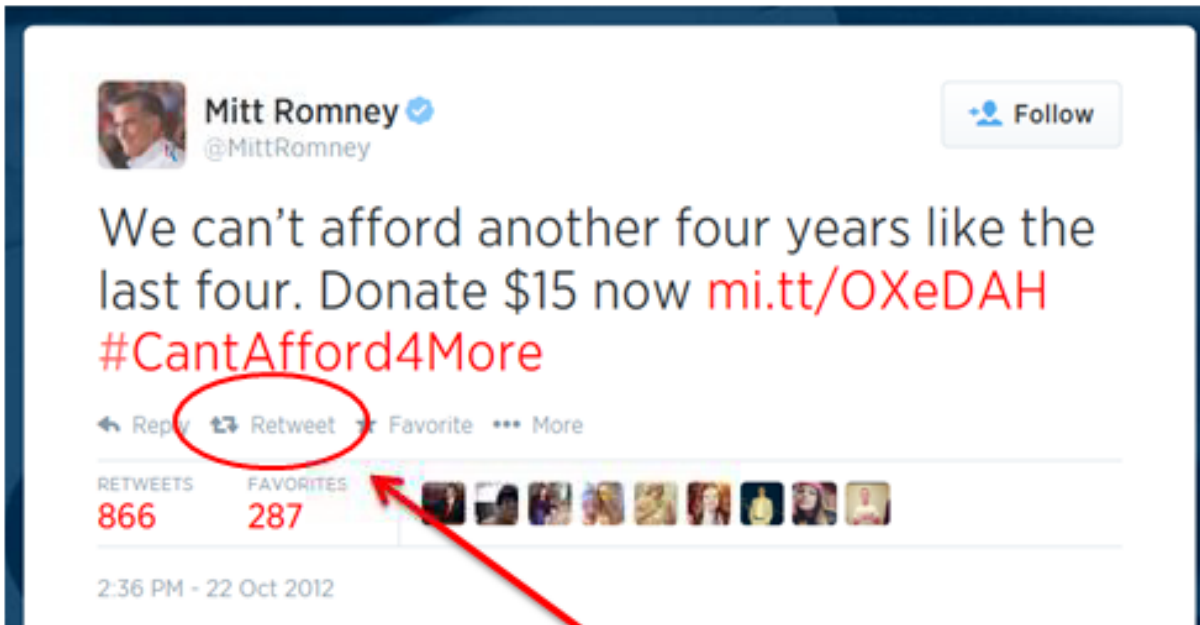 Mitt Romney
@MittRomney
Follow
We can't afford another four years like the
last four. Donate $15 now mi.tt/OXeDAH
#CantAfford4More
Reply Retweet Favorite ••• More
RETWEETS FAVORITES
866 287
2:36 PM - 22 Oct 2012